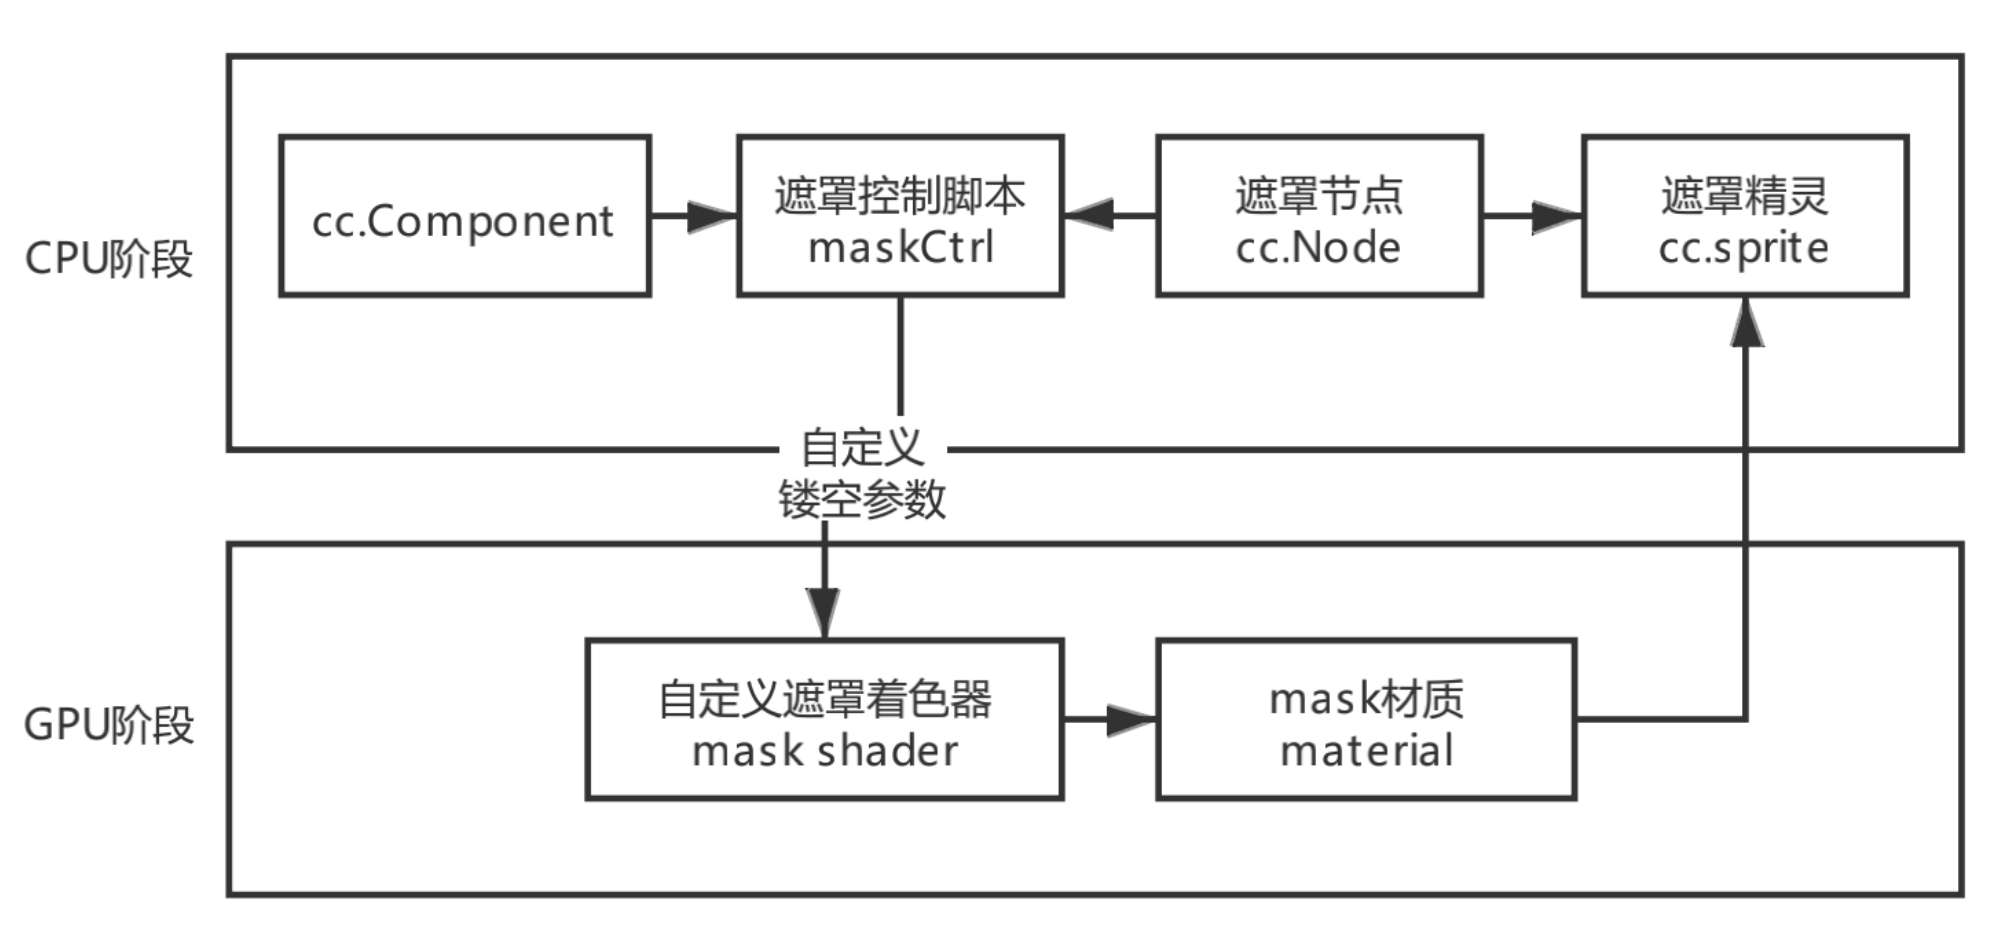 CPU阶段
cc.Component
遮罩控制脚本
maskCtrl
遮罩节点
cc.Node
遮罩精灵
cc.sprite
自定义
镂空参数
GPU阶段
自定义遮罩着色器
mask shader
mask材质
material